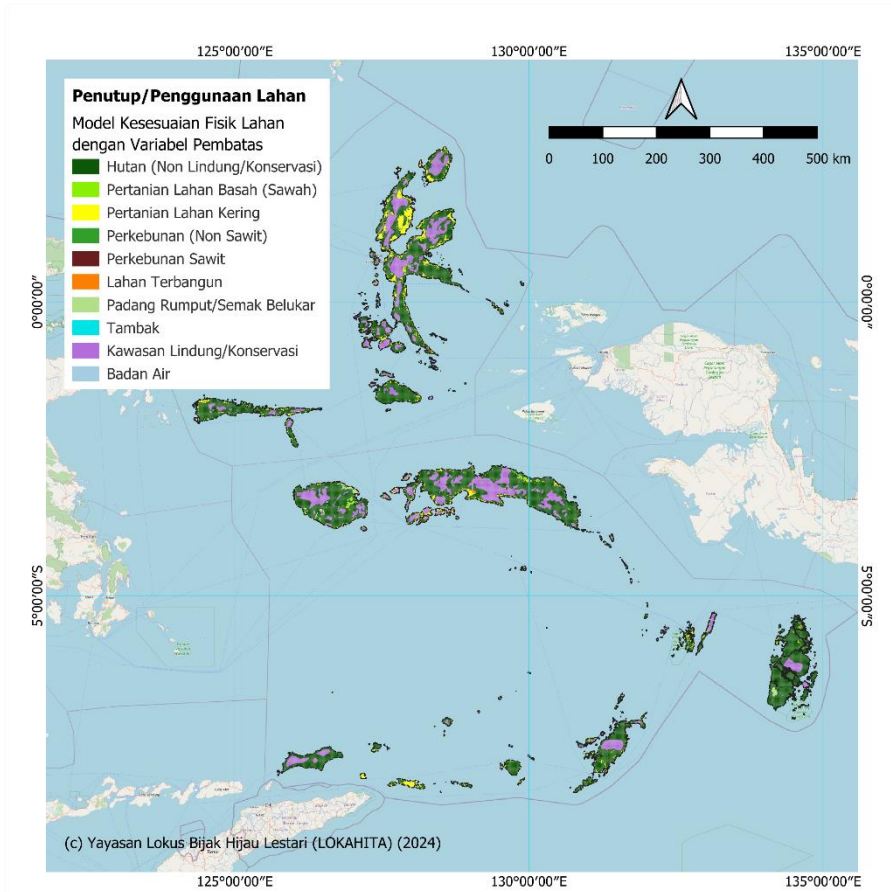 125°00′00″E 130°00′00″E 135°00′00″E
Penutup/Penggunaan Lahan
Model Kesesuaian Fisik Lahan
dengan Variabel Pembatas
Hutan (Non Lindung/Konservasi)
Pertanian Lahan Basah (Sawah)
Pertanian Lahan Kering
Perkebunan (Non Sawit)
Perkebunan Sawit
Lahan Terbangun
Padang Rumput/Semak Belukar
Tambak
Kawasan Lindung/Konservasi
Badan Air
0 100 200 300 400 500 km
0°00′00″ 0°00′00″
5°00′00″S 5°00′00″S
(c) Yayasan Lokus Bijak Hijau Lestari (LOKAHITA) (2024)
125°00′00″E 130°00′00″E 135°00′00″E